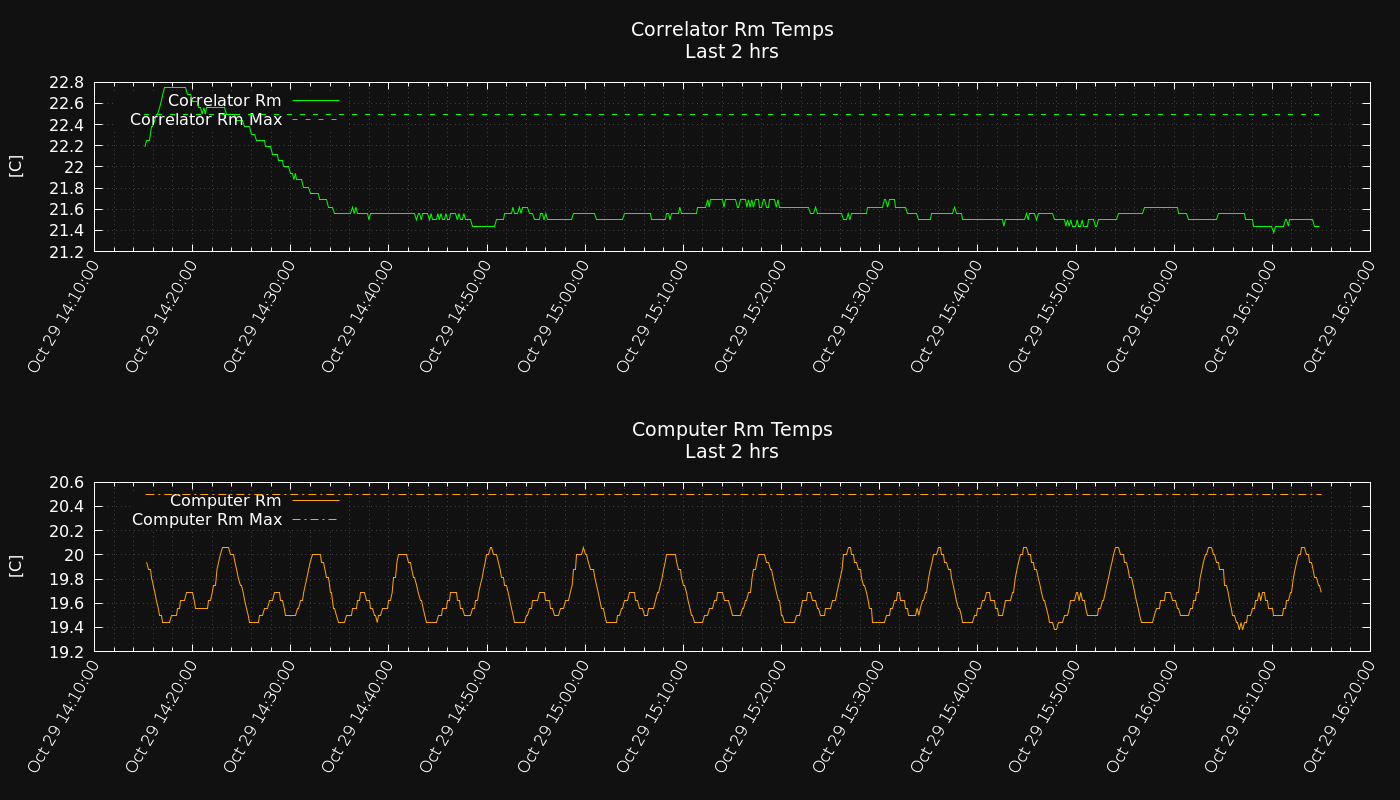 Correlator Rm Temps
Last 2 hrs
22.8
22.6
22.4
22.2
22
21.8
21.6
21.4
21.2
[C]
Correlator Rm
Correlator Rm Max
Oct 29 14:10:00
Oct 29 14:20:00
Oct 29 14:30:00
Oct 29 14:40:00
Oct 29 14:50:00
Oct 29 15:00:00
Oct 29 15:10:00
Oct 29 15:20:00
Oct 29 15:30:00
Oct 29 15:40:00
Oct 29 15:50:00
Oct 29 16:00:00
Oct 29 16:10:00
Oct 29 16:20:00
Computer Rm Temps
Last 2 hrs
20.6
20.4
20.2
20
19.8
19.6
19.4
19.2
[C]
Computer Rm
Computer Rm Max
Oct 29 14:10:00
Oct 29 14:20:00
Oct 29 14:30:00
Oct 29 14:40:00
Oct 29 14:50:00
Oct 29 15:00:00
Oct 29 15:10:00
Oct 29 15:20:00
Oct 29 15:30:00
Oct 29 15:40:00
Oct 29 15:50:00
Oct 29 16:00:00
Oct 29 16:10:00
Oct 29 16:20:00